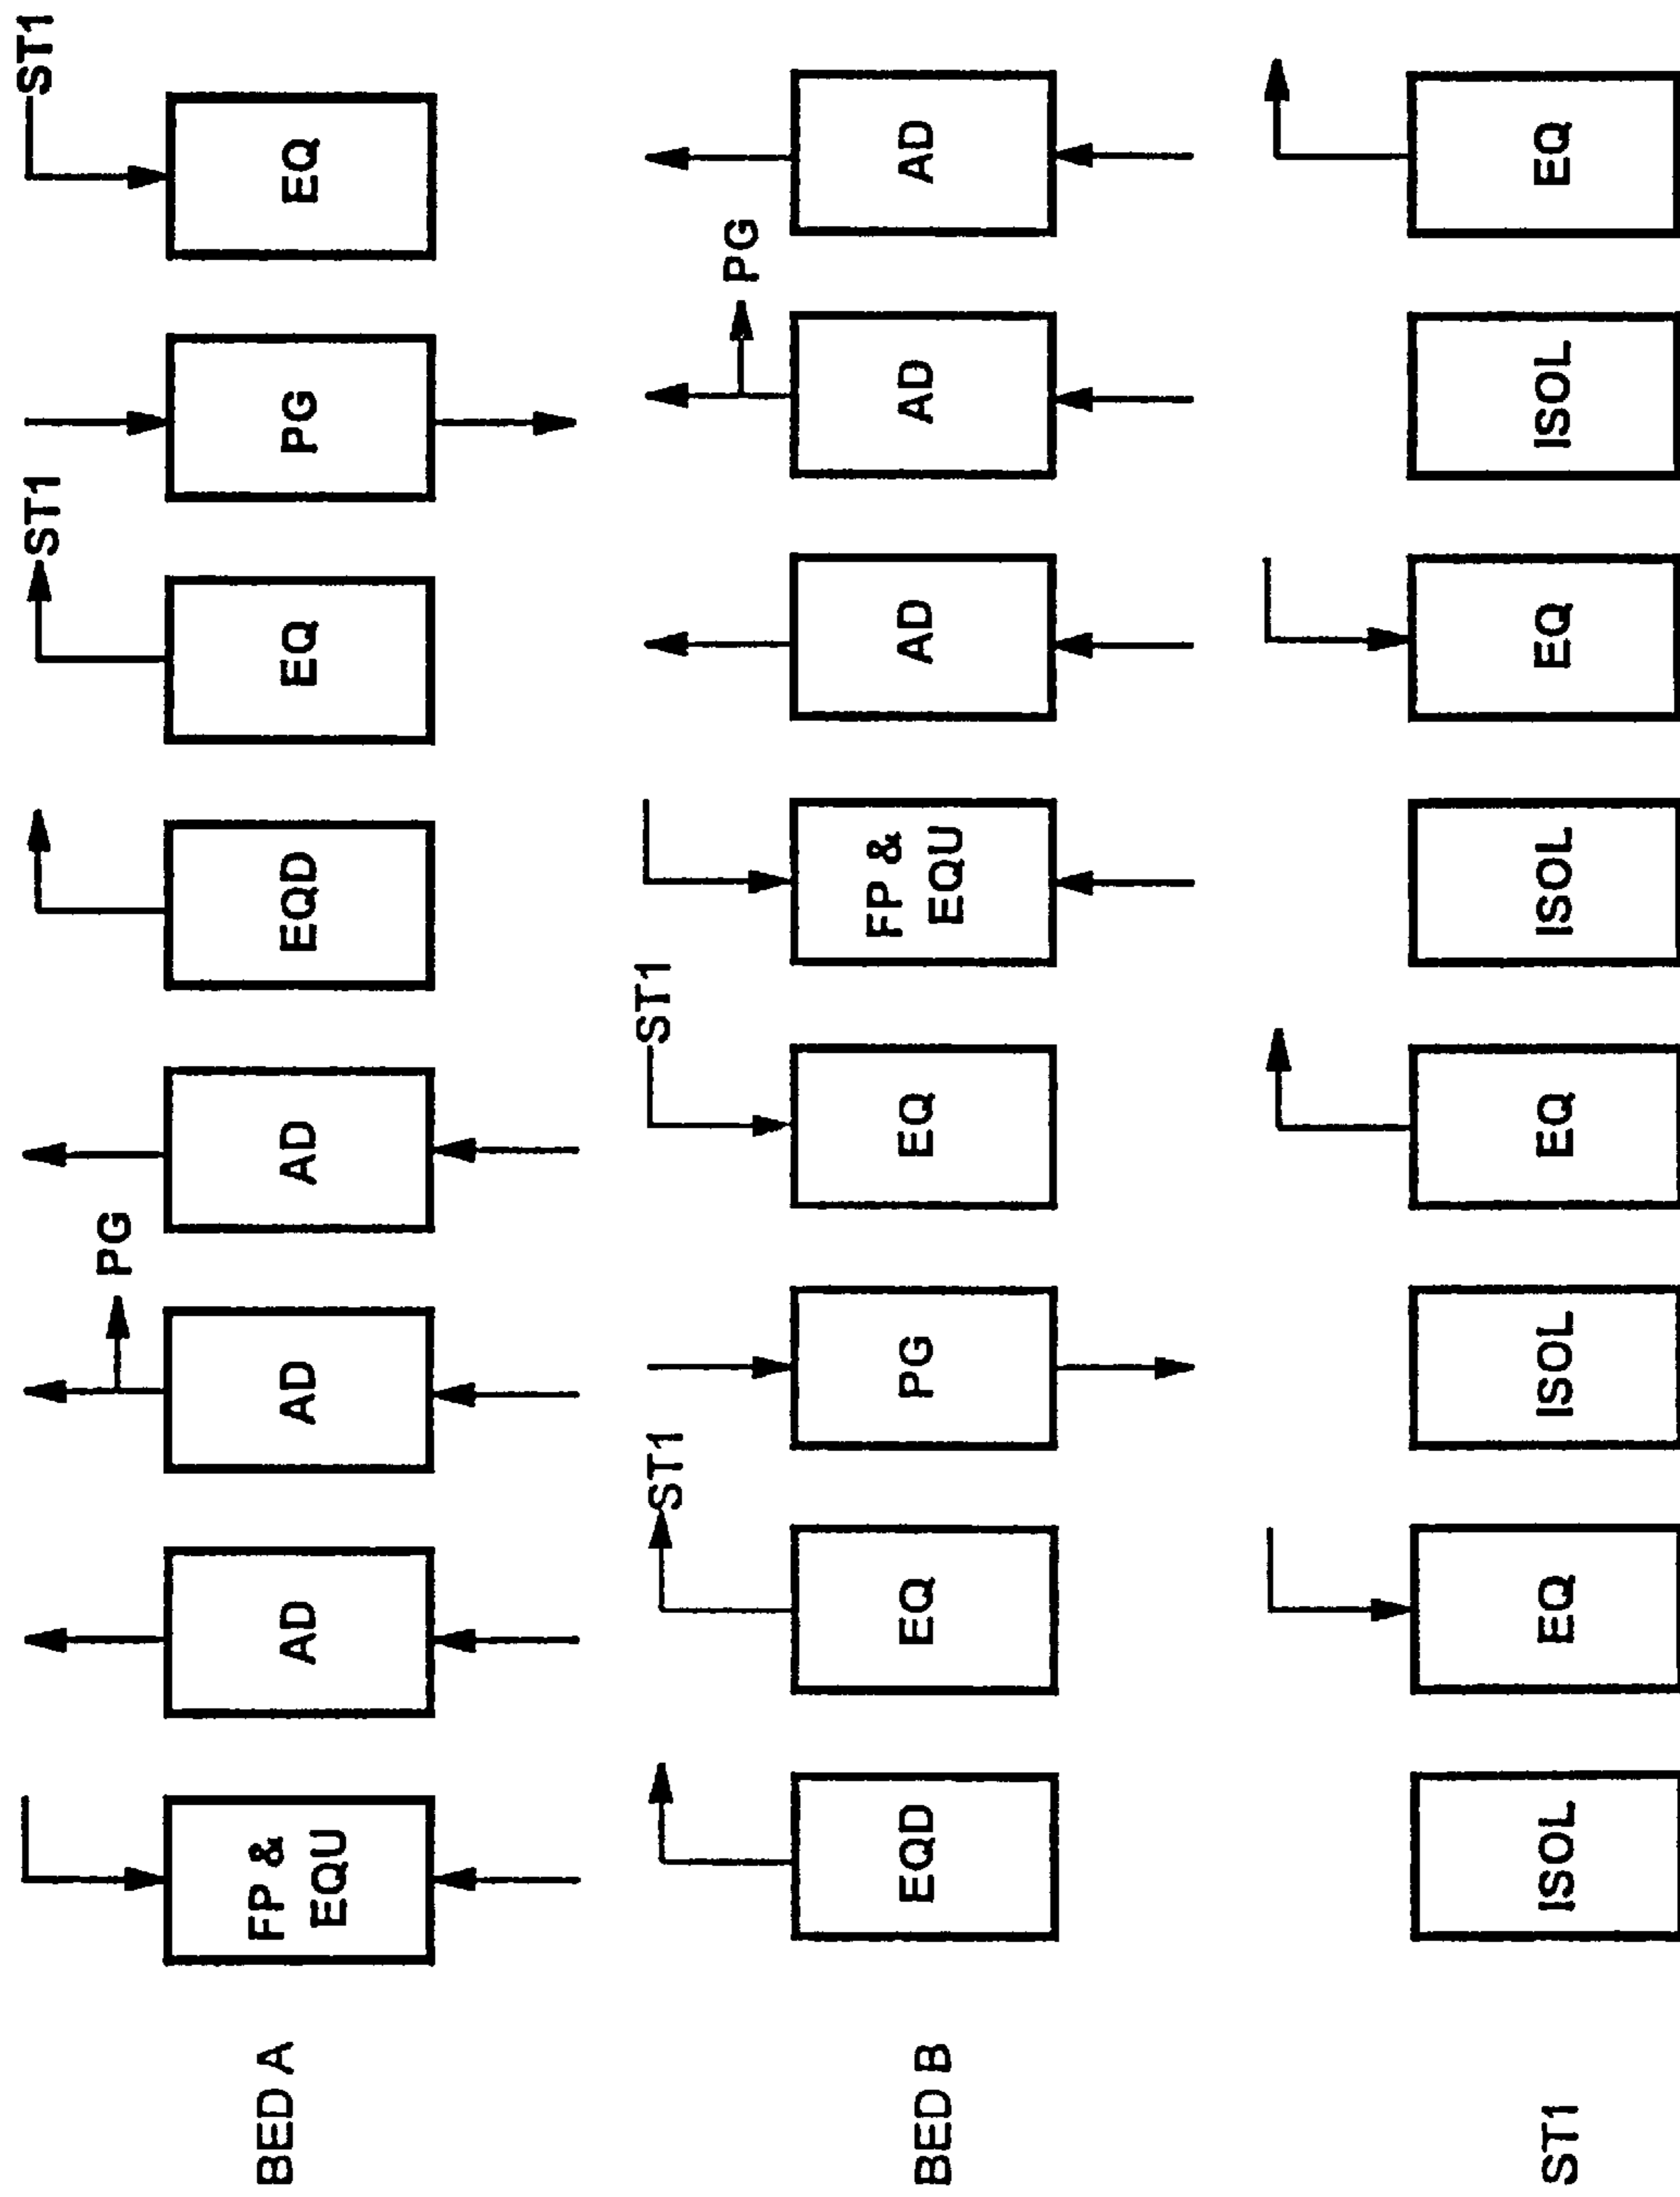 ST1
ST1
PG
BED A
FP &
EQU
AD
AD
AD
EQD
EQ
PG
EQ
ST1
ST1
PG
BED B
EQD
EQ
PG
EQ
FP &
EQU
AD
AD
AD
ST1
ISOL
EQ
ISOL
EQ
ISOL
EQ
ISOL
EQ